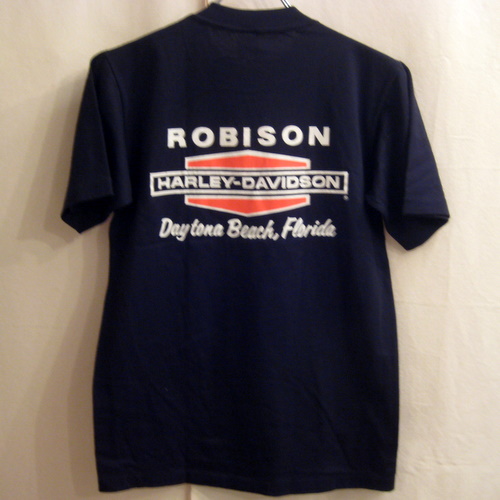 ROBISON
HARLEY-DAVIDSON
Daytona Beach, Florida